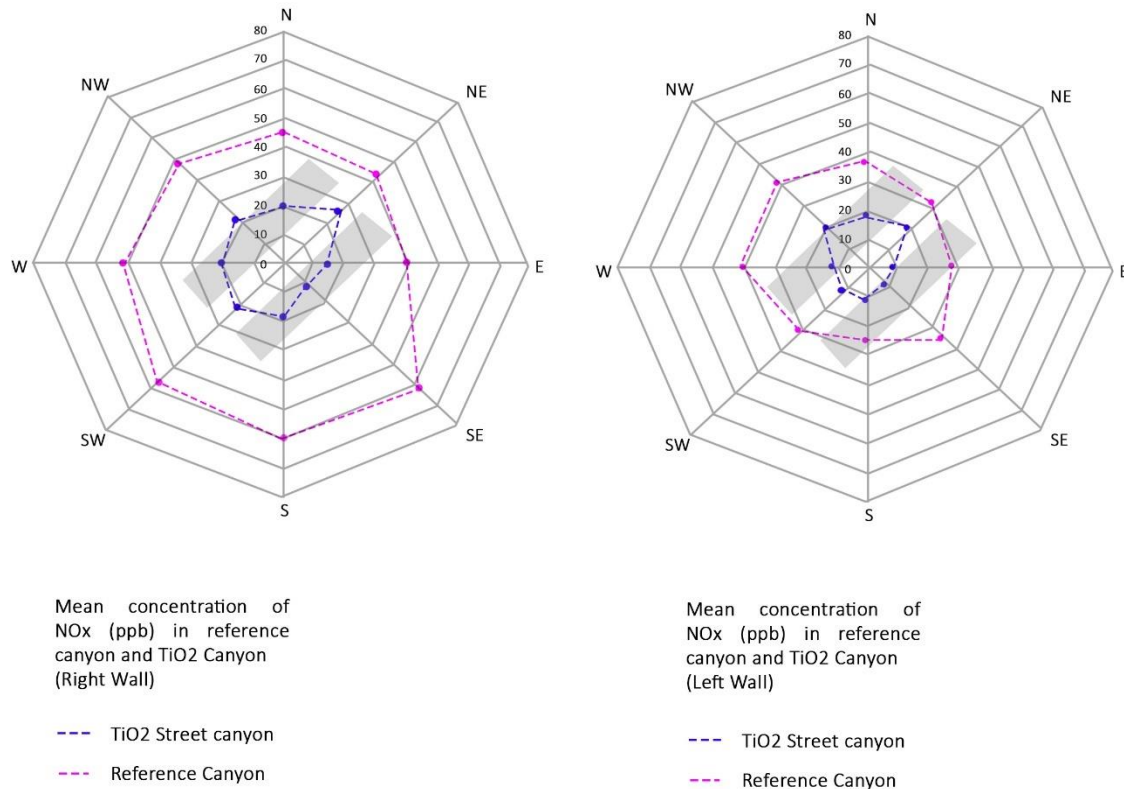 N
80
70
60
50
40
30
20
10
0
NW
NE
W
E
SW
SE
S
Mean concentration of
NOx (ppb) in reference
canyon and TiO2 Canyon
(Right Wall)
TiO2 Street canyon
Reference Canyon
N
80
70
60
50
40
30
20
10
0
NW
NE
W
E
SW
SE
S
Mean concentration of
NOx (ppb) in reference
canyon and TiO2 Canyon
(Left Wall)
TiO2 Street canyon
Reference Canyon